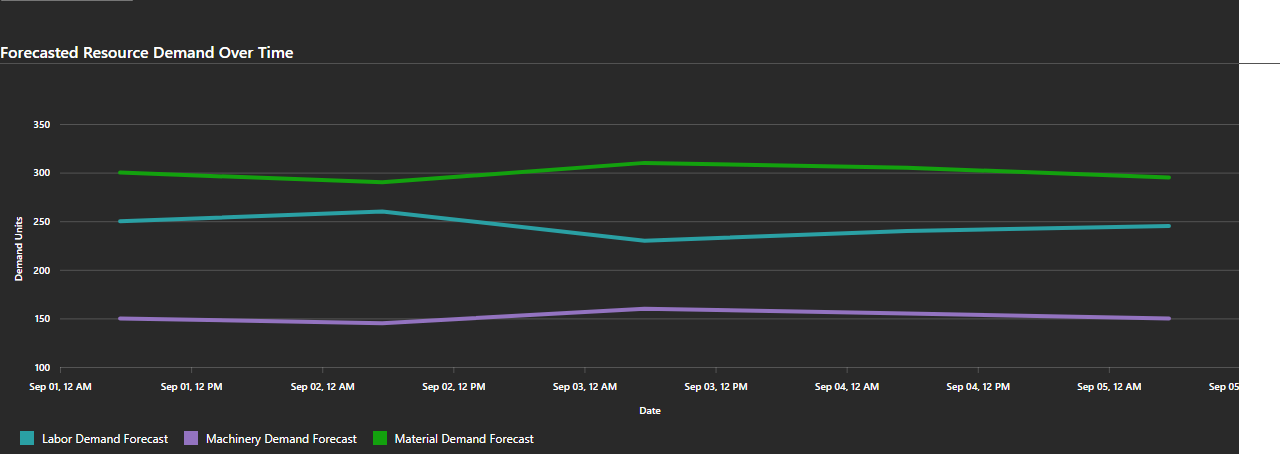 Forecasted Resource Demand Over Time
350
300
250
200
150
100
Demand Units
Sep 01, 12 AM
Sep 01, 12 PM
Sep 02, 12 AM
Sep 02, 12 PM
Sep 03, 12 AM
Sep 03, 12 PM
Sep 04, 12 AM
Sep 04, 12 PM
Sep 05, 12 AM
Sep 05
Date
Labor Demand Forecast
Machinery Demand Forecast
Material Demand Forecast